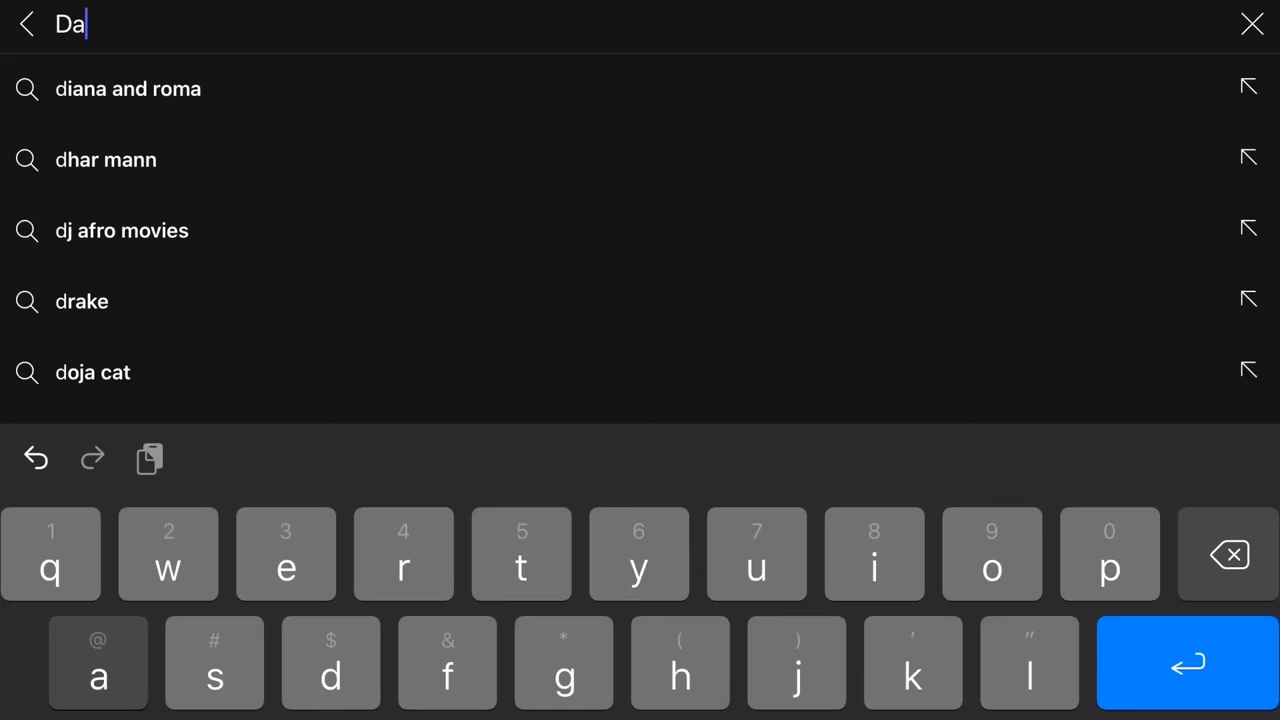 Da
diana and roma
dhar mann
dj afro movies
drake
doja cat
1 2 3 4 5 6 7 8 9 0
q w e r t y u i o p
@ # $ & * ( ) ' "
a s d f g h j k l